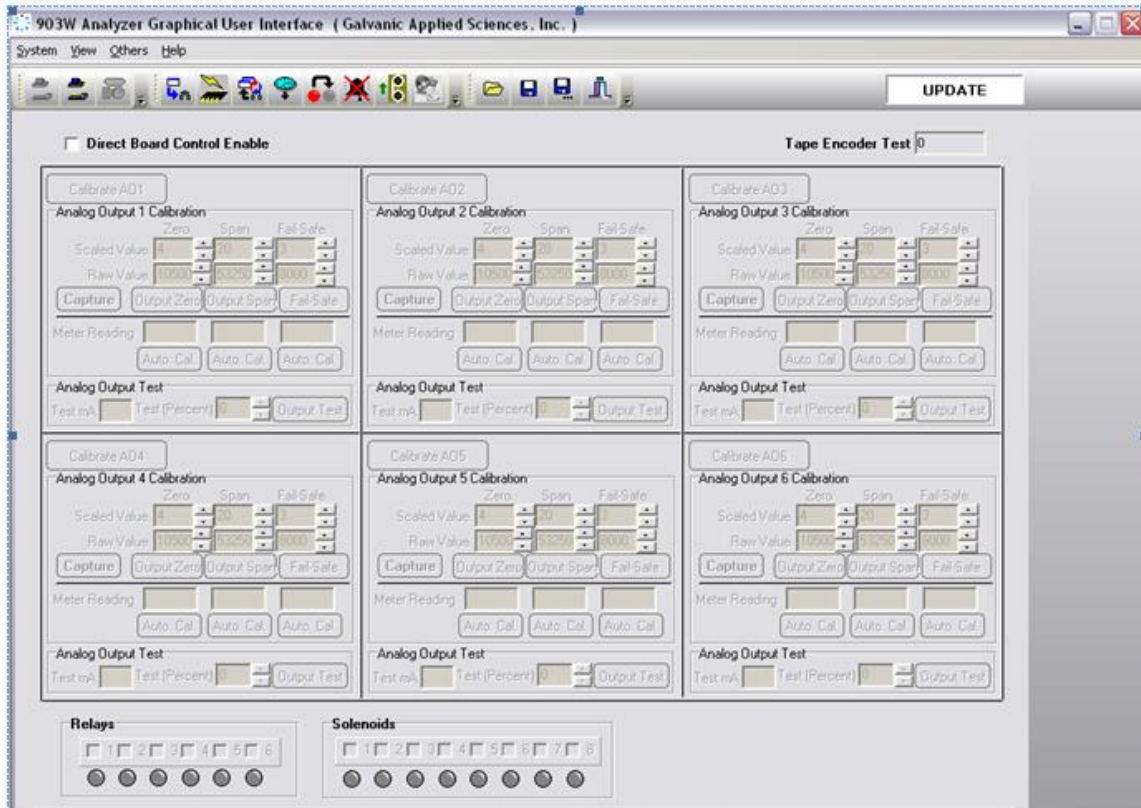 903W Analyzer Graphical User Interface ( Galvanic Applied Sciences, Inc. )
System View Others Help
UPDATE
Direct Board Control Enable
Tape Encoder Test 0
Calibrate AO1 Calibrate AO2 Calibrate AO3
Analog Output 1 Calibration Analog Output 2 Calibration Analog Output 3 Calibration
Zero Span Fail-Safe Zero Span Fail-Safe Zero Span Fail-Safe
Scaled Value 4 20 3 Scaled Value 4 20 3 Scaled Value 4 20 3
Raw Value 10500 53250 8000 Raw Value 10500 53250 8000 Raw Value 10500 53250 8000
Capture Output Zero Output Span Fail-Safe Capture Output Zero Output Span Fail-Safe Capture Output Zero Output Span Fail-Safe
Meter Reading Meter Reading Meter Reading
Auto. Cal. Auto. Cal. Auto. Cal. Auto. Cal. Auto. Cal. Auto. Cal. Auto. Cal. Auto. Cal. Auto. Cal.
Analog Output Test Analog Output Test Analog Output Test
Test mA Test (Percent) 0 Output Test Test mA Test (Percent) 0 Output Test Test mA Test (Percent) 0 Output Test
Calibrate AO4 Calibrate AO5 Calibrate AO6
Analog Output 4 Calibration Analog Output 5 Calibration Analog Output 6 Calibration
Zero Span Fail-Safe Zero Span Fail-Safe Zero Span Fail-Safe
Scaled Value 4 20 3 Scaled Value 4 20 3 Scaled Value 4 20 3
Raw Value 10500 53250 8000 Raw Value 10500 53250 8000 Raw Value 10500 53250 8000
Capture Output Zero Output Span Fail-Safe Capture Output Zero Output Span Fail-Safe Capture Output Zero Output Span Fail-Safe
Meter Reading Meter Reading Meter Reading
Auto. Cal. Auto. Cal. Auto. Cal. Auto. Cal. Auto. Cal. Auto. Cal. Auto. Cal. Auto. Cal. Auto. Cal.
Analog Output Test Analog Output Test Analog Output Test
Test mA Test (Percent) 0 Output Test Test mA Test (Percent) 0 Output Test Test mA Test (Percent) 0 Output Test
Relays Solenoids
1 2 3 4 5 6 1 2 3 4 5 6 7 8